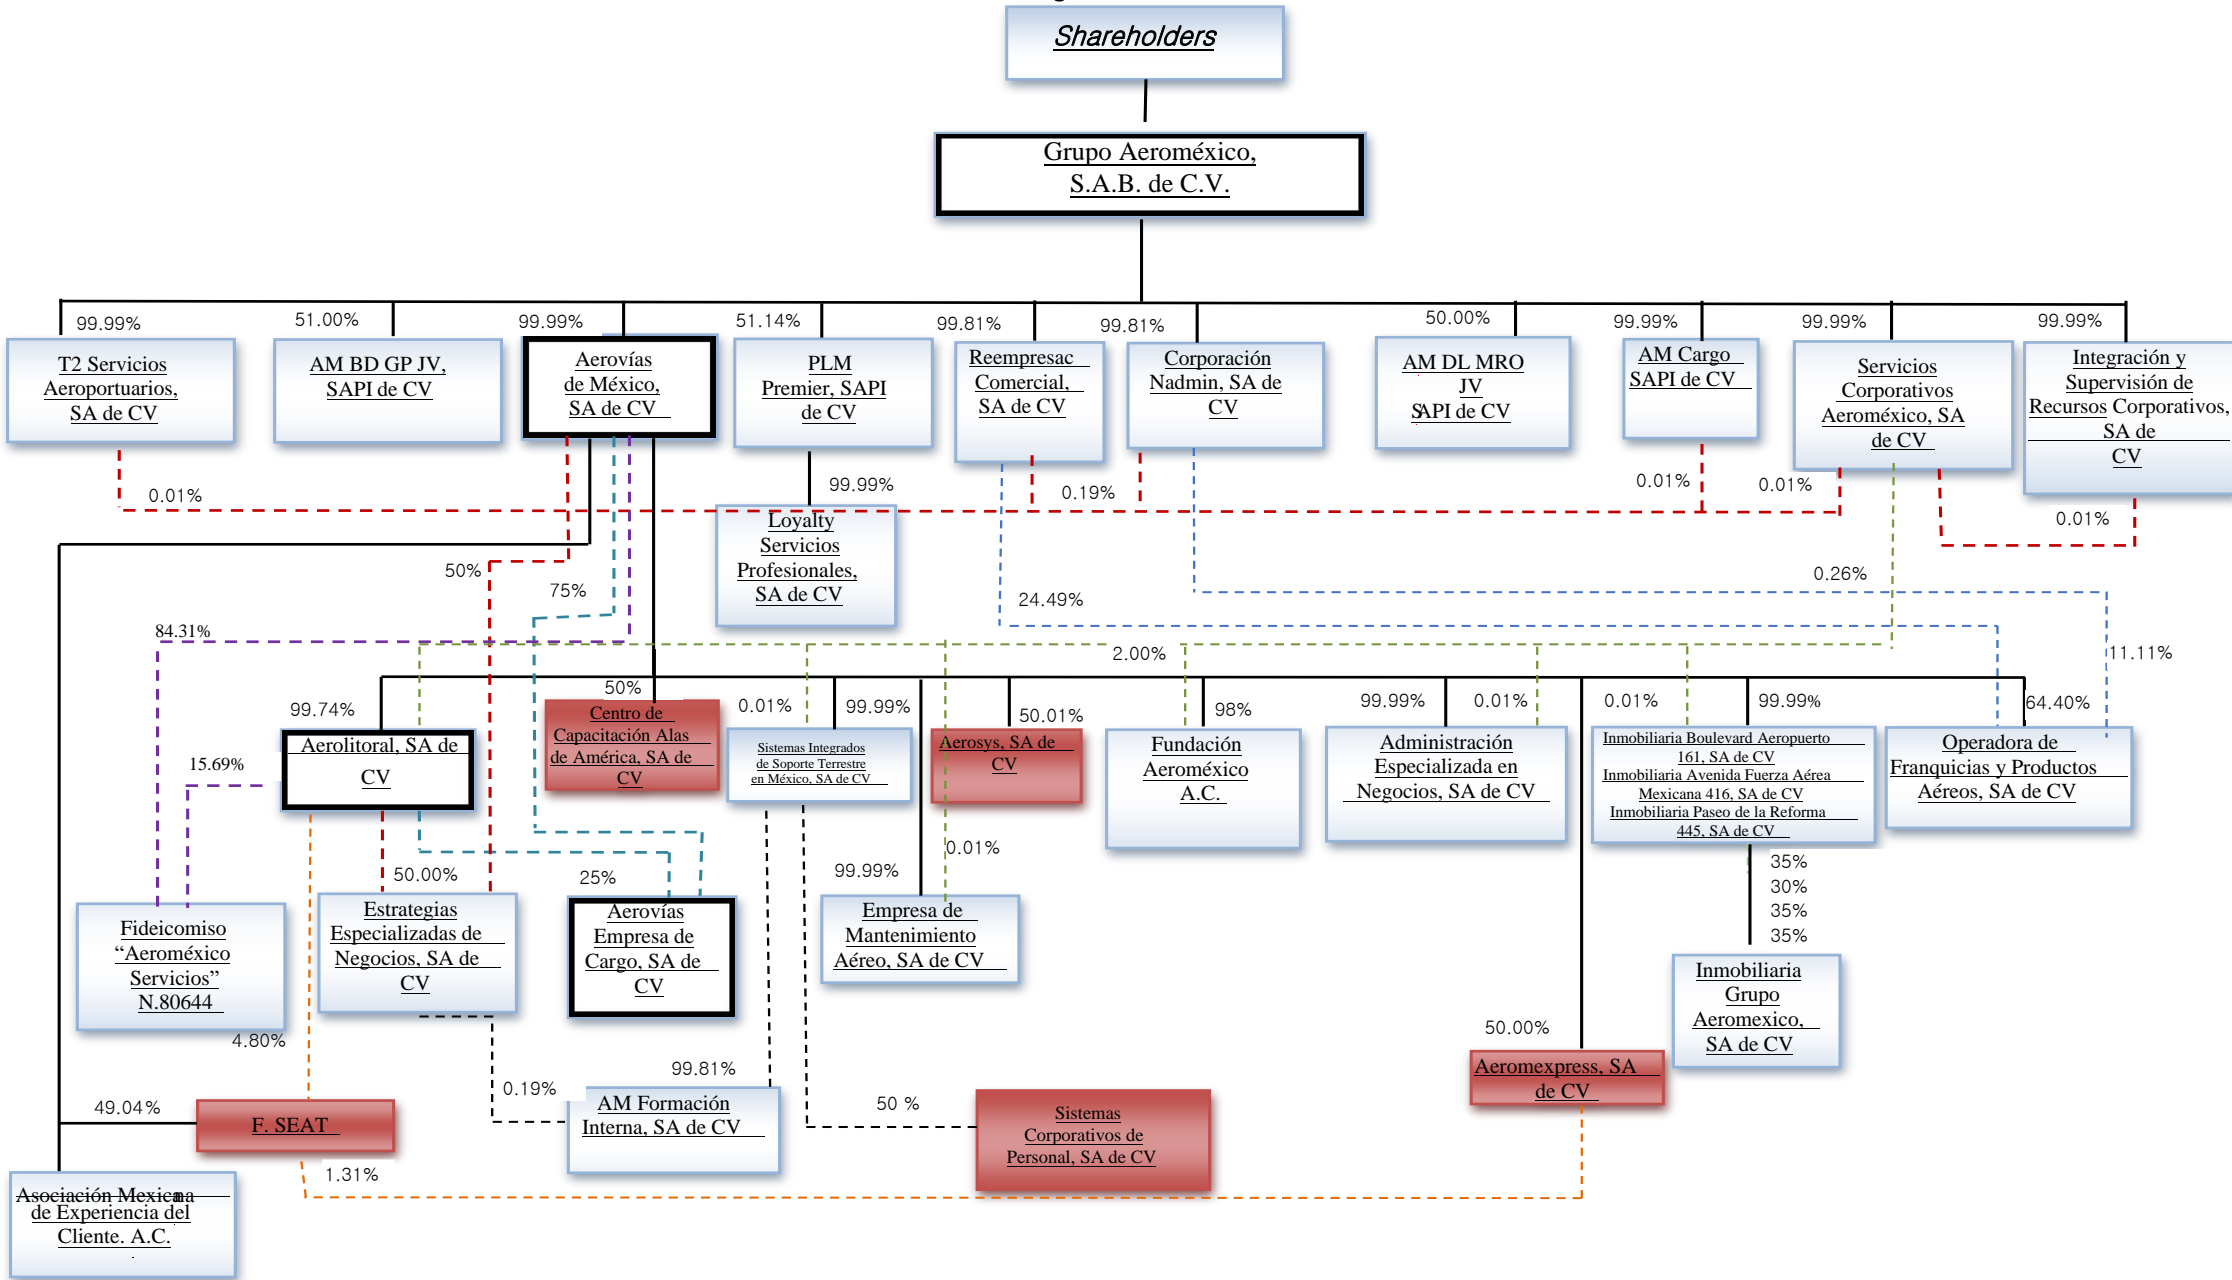 Shareholders
Grupo Aeroméxico,
S.A.B. de C.V.
99.99%
51.00%
99.99%
51.14%
99.81%
99.81%
50.00%
99.99%
99.99%
99.99%
T2 Servicios
Aeroportuarios,
SA de CV
AM BD GP JV,
SAPI de CV
Aerovías
de México,
SA de CV
PLM
Premier, SAPI
de CV
Reempresac
Comercial,
SA de CV
Corporación
Nadmin, SA de
CV
AM DL MRO
JV
SAPI de CV
AM Cargo
SAPI de CV
Servicios
Corporativos
Aeroméxico, SA
de CV
Integración y
Supervisión de
Recursos Corporativos,
SA de
CV
0.01%
99.99%
0.19%
0.01%
0.01%
0.01%
Loyalty
Servicios
Profesionales,
SA de CV
50%
75%
24.49%
0.26%
84.31%
2.00%
11.11%
99.74%
50%
0.01%
99.99%
50.01%
98%
99.99%
0.01%
0.01%
99.99%
64.40%
15.69%
Aerolitoral, SA de
CV
Centro de
Capacitación Alas
de América, SA de
CV
Sistemas Integrados
de Soporte Terrestre
en México, SA de CV
Aerosys, SA de
CV
Fundación
Aeroméxico
A.C.
Administración
Especializada en
Negocios, SA de CV
Inmobiliaria Boulevard Aeropuerto
161, SA de CV
Inmobiliaria Avenida Fuerza Aérea
Mexicana 416, SA de CV
Inmobiliaria Paseo de la Reforma
445, SA de CV
Operadora de
Franquicias y Productos
Aéreos, SA de CV
50.00%
25%
99.99%
0.01%
35%
30%
35%
35%
Fideicomiso
“Aeroméxico
Servicios”
N.80644
Estrategias
Especializadas de
Negocios, SA de
CV
Aerovías
Empresa de
Cargo, SA de
CV
Empresa de
Mantenimiento
Aéreo, SA de CV
Inmobiliaria
Grupo
Aeromexico,
SA de CV
4.80%
99.81%
0.19%
50 %
50.00%
49.04%
F. SEAT
AM Formación
Interna, SA de CV
Sistemas
Corporativos de
Personal, SA de CV
Aeromexpress, SA
de CV
1.31%
Asociación Mexicana
de Experiencia del
Cliente. A.C.